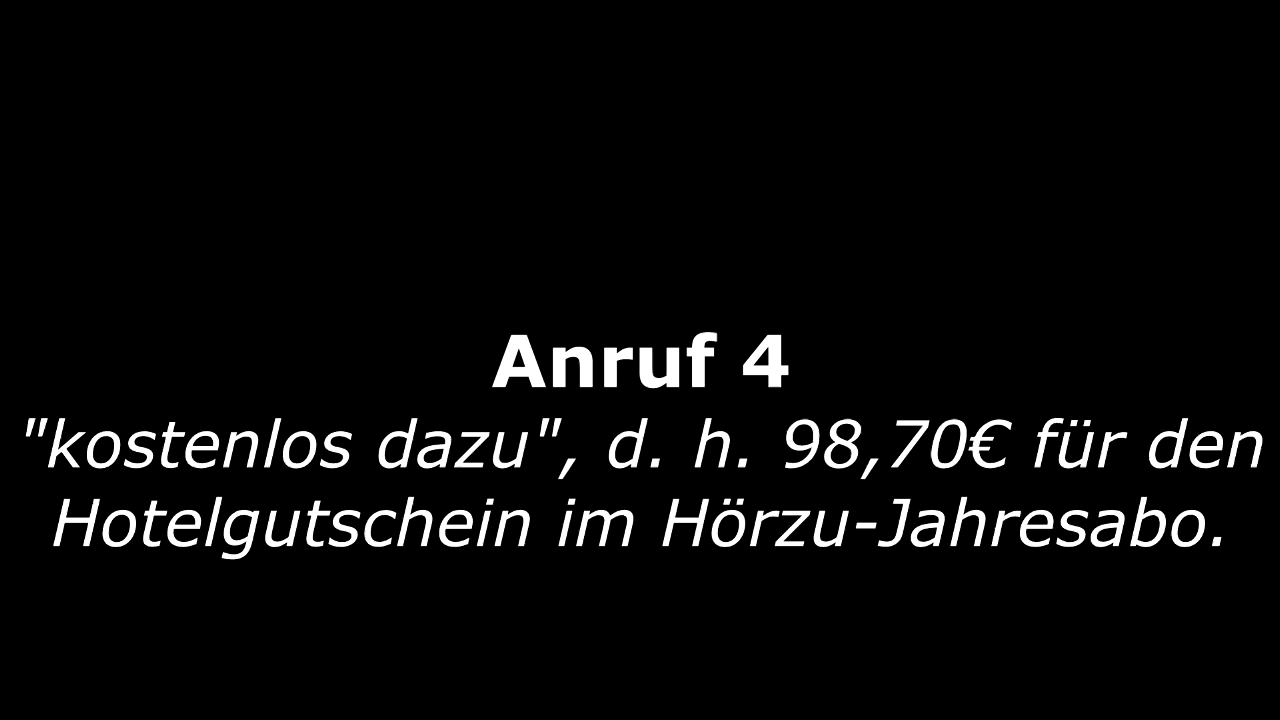 Anruf 4
"kostenlos dazu", d. h. 98,70€ für den
Hotelgutschein im Hörzu-Jahresabo.